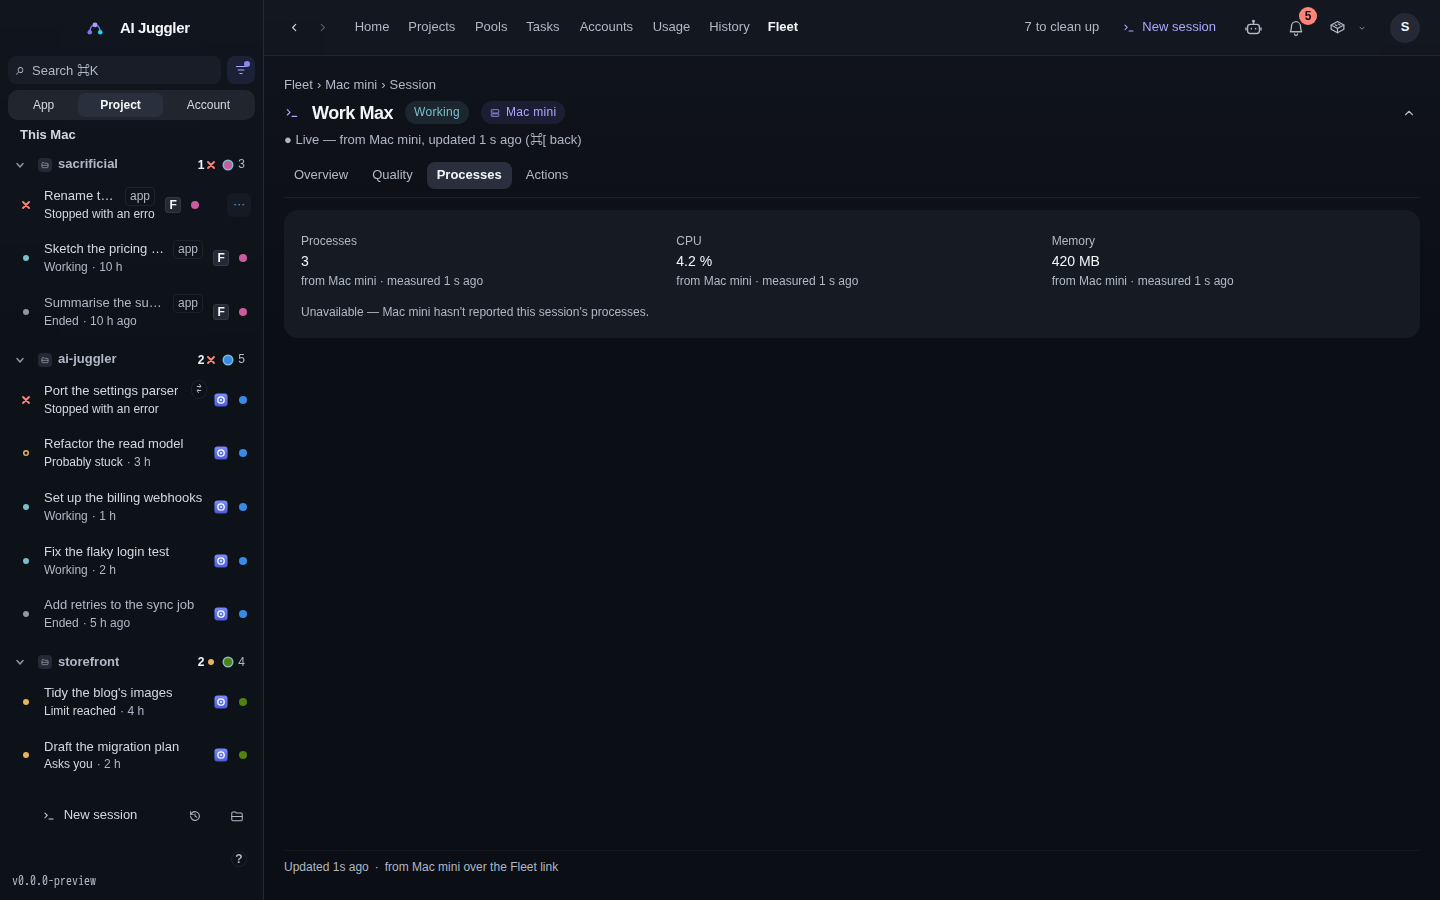 AI Juggler
Search ⌘K
App Project Account
This Mac
sacrificial 1 3
Rename t… app F
Stopped with an erro
Sketch the pricing … app F
Working · 10 h
Summarise the su… app F
Ended · 10 h ago
ai-juggler 2 5
Port the settings parser
Stopped with an error
Refactor the read model
Probably stuck · 3 h
Set up the billing webhooks
Working · 1 h
Fix the flaky login test
Working · 2 h
Add retries to the sync job
Ended · 5 h ago
storefront 2 4
Tidy the blog's images
Limit reached · 4 h
Draft the migration plan
Asks you · 2 h
New session
?
v0.0.0-preview
Home Projects Pools Tasks Accounts Usage History Fleet 7 to clean up New session 5 S
Fleet › Mac mini › Session
Work Max Working Mac mini
● Live — from Mac mini, updated 1 s ago (⌘[ back)
Overview Quality Processes Actions
Processes CPU Memory
3 4.2 % 420 MB
from Mac mini · measured 1 s ago from Mac mini · measured 1 s ago from Mac mini · measured 1 s ago
Unavailable — Mac mini hasn't reported this session's processes.
Updated 1s ago · from Mac mini over the Fleet link